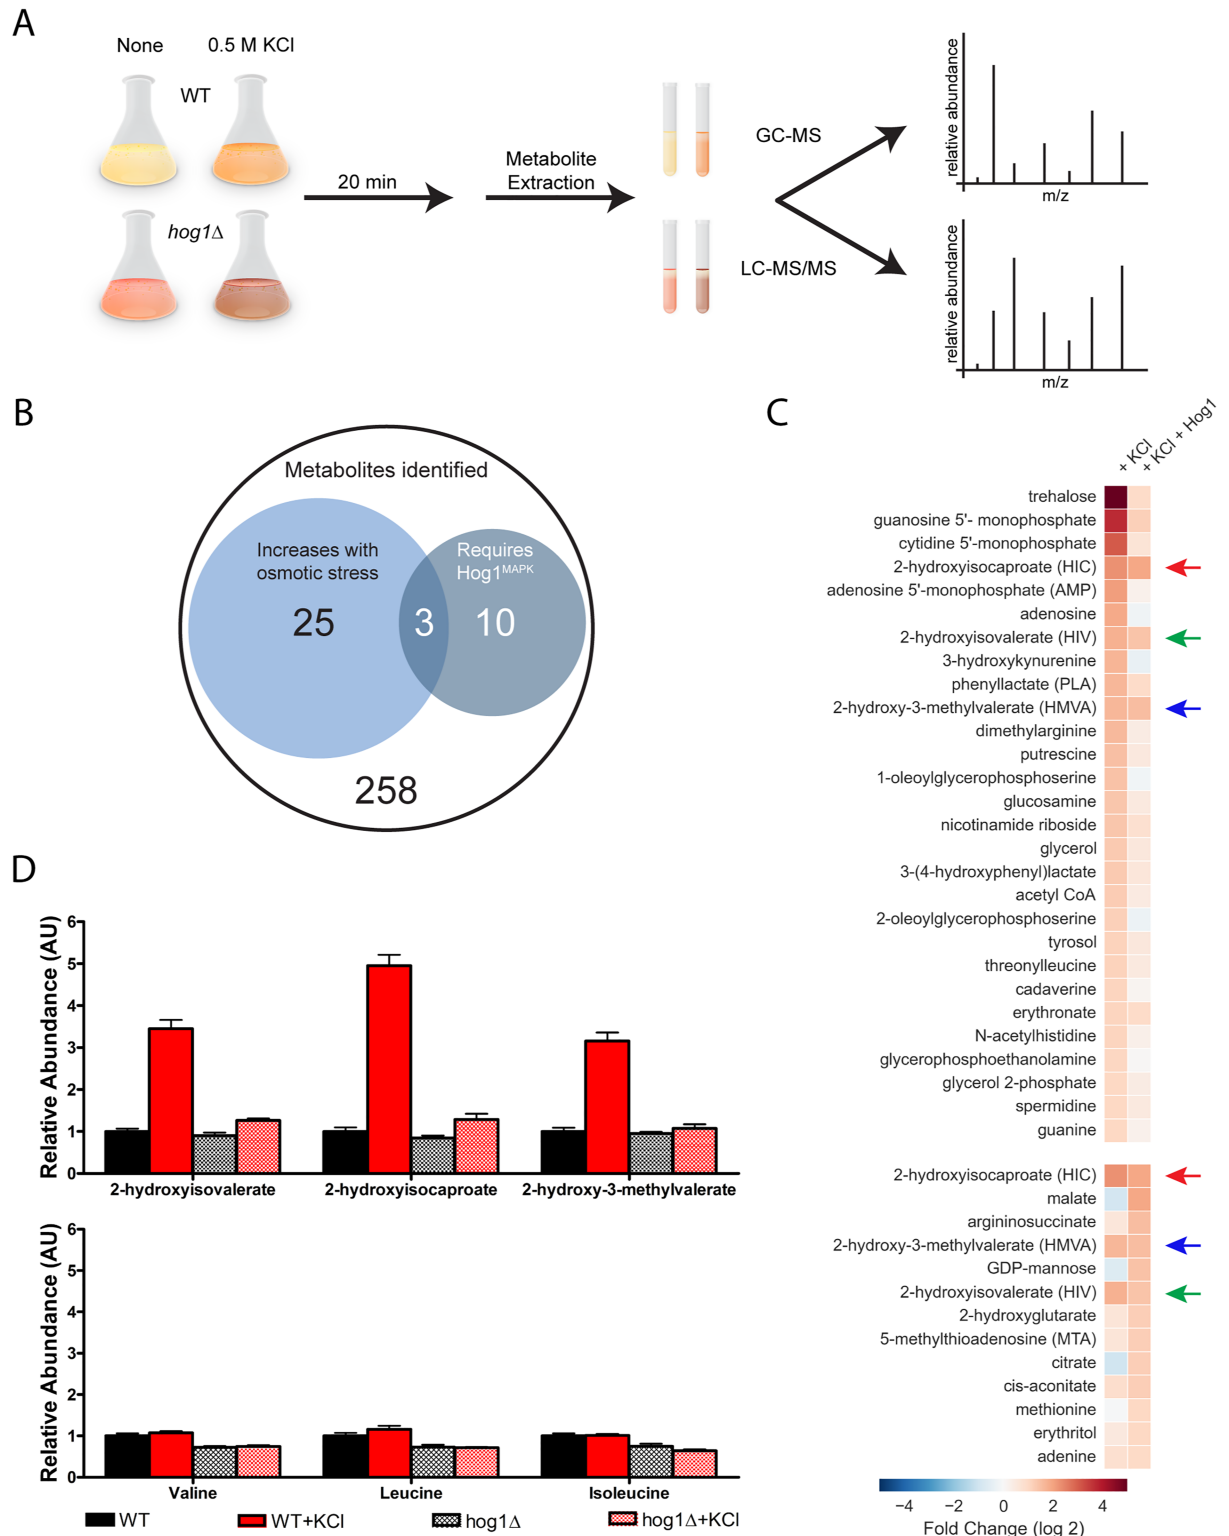 A
None
0.5 M KCl
WT
hog1Δ
20 min
Metabolite
Extraction
GC-MS
LC-MS/MS
relative abundance
m/z
relative abundance
m/z
B
Metabolites identified
Increases with
osmotic stress
Requires
Hog1MAPK
25
3
10
258
C
+ KCl
+ KCl + Hog1
trehalose
guanosine 5'- monophosphate
cytidine 5'-monophosphate
2-hydroxyisocaproate (HIC)
adenosine 5'-monophosphate (AMP)
adenosine
2-hydroxyisovalerate (HIV)
3-hydroxykynurenine
phenyllactate (PLA)
2-hydroxy-3-methylvalerate (HMVA)
dimethylarginine
putrescine
1-oleoylglycerophosphoserine
glucosamine
nicotinamide riboside
glycerol
3-(4-hydroxyphenyl)lactate
acetyl CoA
2-oleoylglycerophosphoserine
tyrosol
threonylleucine
cadaverine
erythronate
N-acetylhistidine
glycerophosphoethanolamine
glycerol 2-phosphate
spermidine
guanine
2-hydroxyisocaproate (HIC)
malate
argininosuccinate
2-hydroxy-3-methylvalerate (HMVA)
GDP-mannose
2-hydroxyisovalerate (HIV)
2-hydroxyglutarate
5-methylthioadenosine (MTA)
citrate
cis-aconitate
methionine
erythritol
adenine
−4 −2 0 2 4
Fold Change (log 2)
D
Relative Abundance (AU)
6
5
4
3
2
1
0
2-hydroxyisovalerate 2-hydroxyisocaproate 2-hydroxy-3-methylvalerate
Relative Abundance (AU)
6
5
4
3
2
1
0
Valine Leucine Isoleucine
WT WT+KCl hog1Δ hog1Δ+KCl